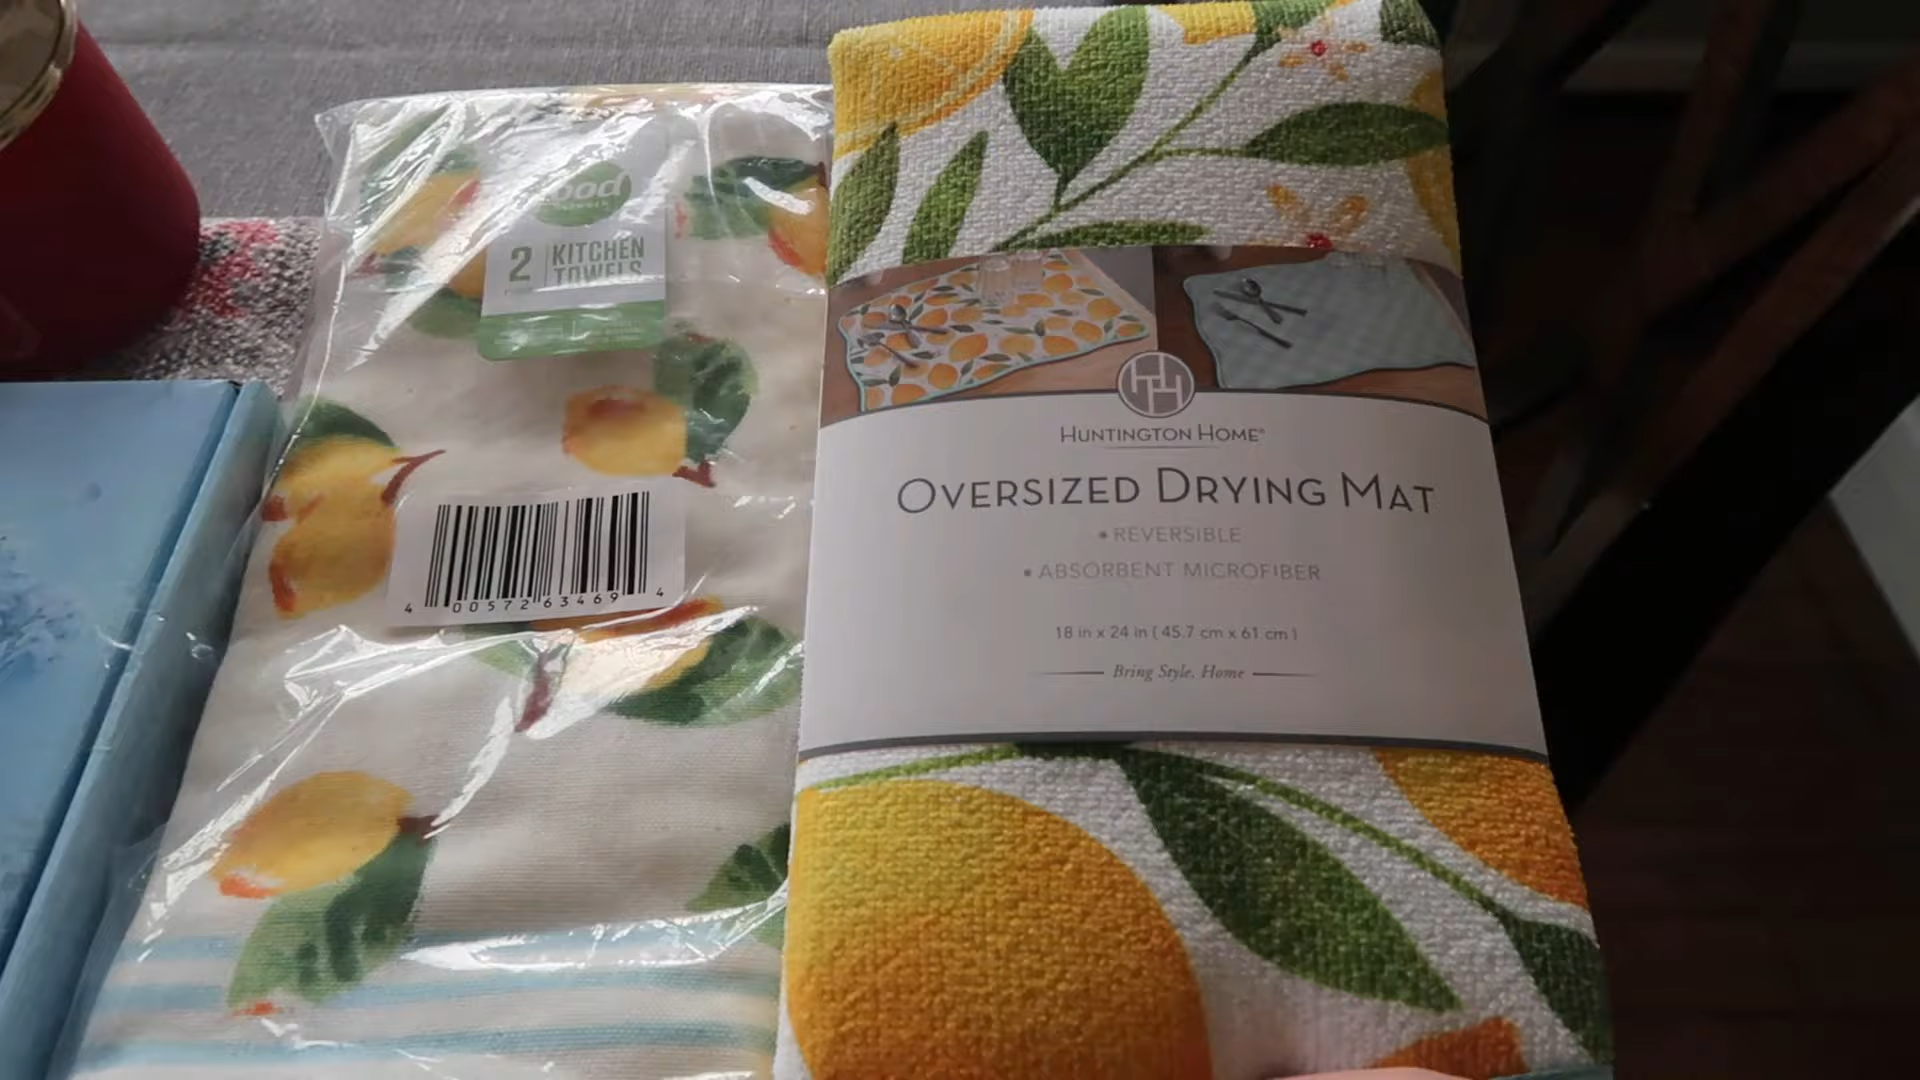 2 KITCHEN
TOWELS
4 00572 63469 4
HUNTINGTON HOME®
OVERSIZED DRYING MAT
• REVERSIBLE
• ABSORBENT MICROFIBER
18 in x 24 in (45.7 cm x 61 cm)
Bring Style, Home